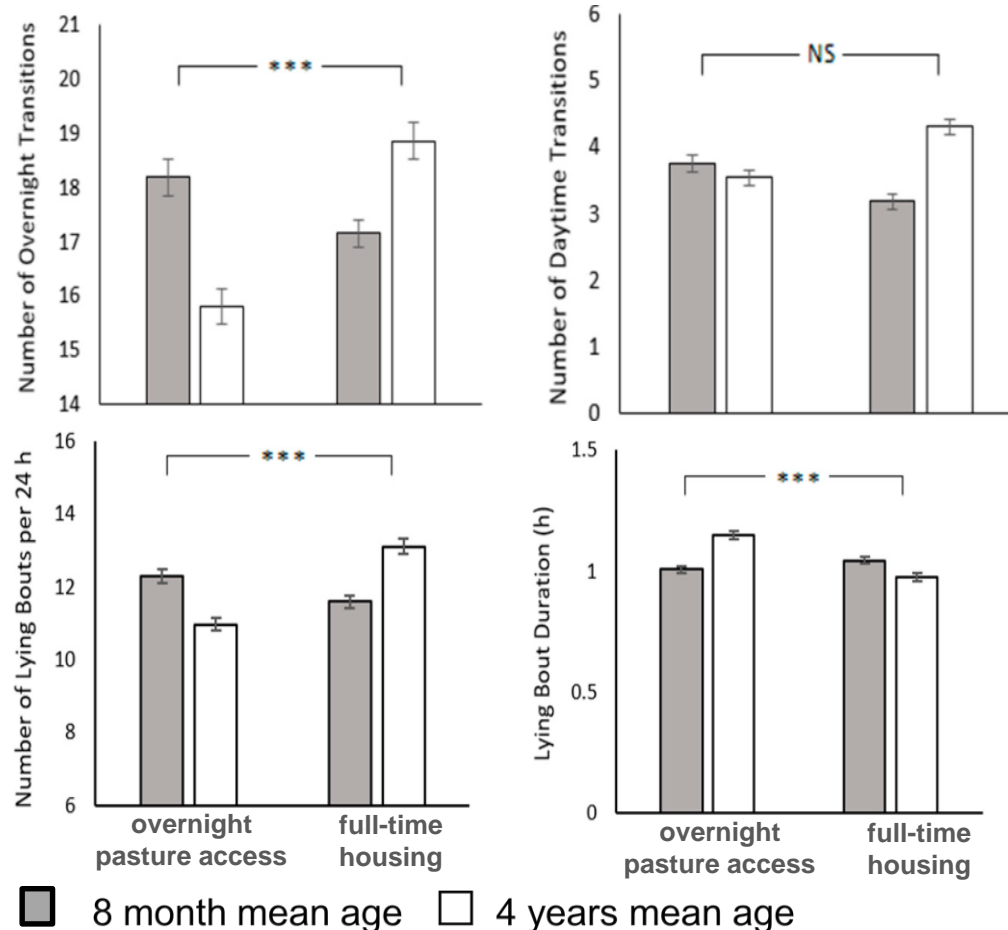 Number of Overnight Transitions
21
20
19
18
17
16
15
14
***
Number of Daytime Transitions
6
5
4
3
2
1
0
NS
Number of Lying Bouts per 24 h
16
14
12
10
8
6
***
overnight
pasture access
full-time
housing
Lying Bout Duration (h)
1.5
1
0.5
0
***
overnight
pasture access
full-time
housing
8 month mean age
4 years mean age